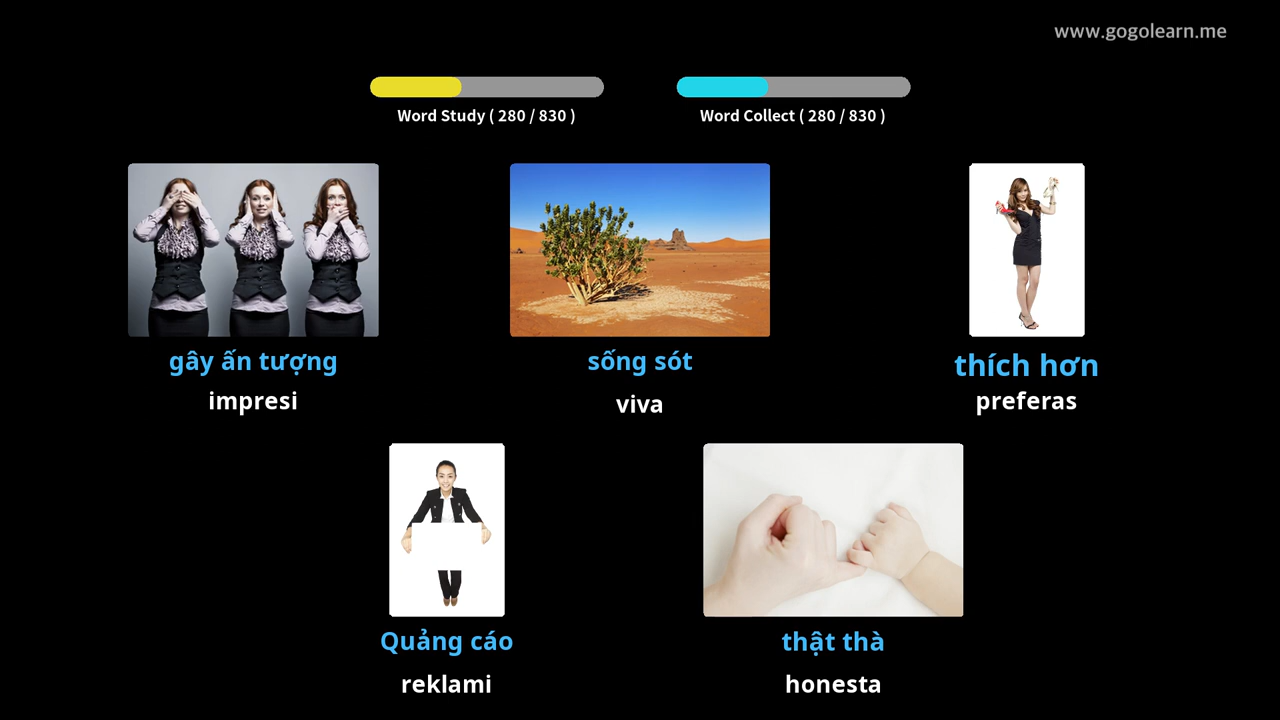 www.gogolearn.me
Word Study ( 280 / 830 )
Word Collect ( 280 / 830 )
gây ấn tượng
impresi
sống sót
viva
thích hơn
preferas
Quảng cáo
reklami
thật thà
honesta